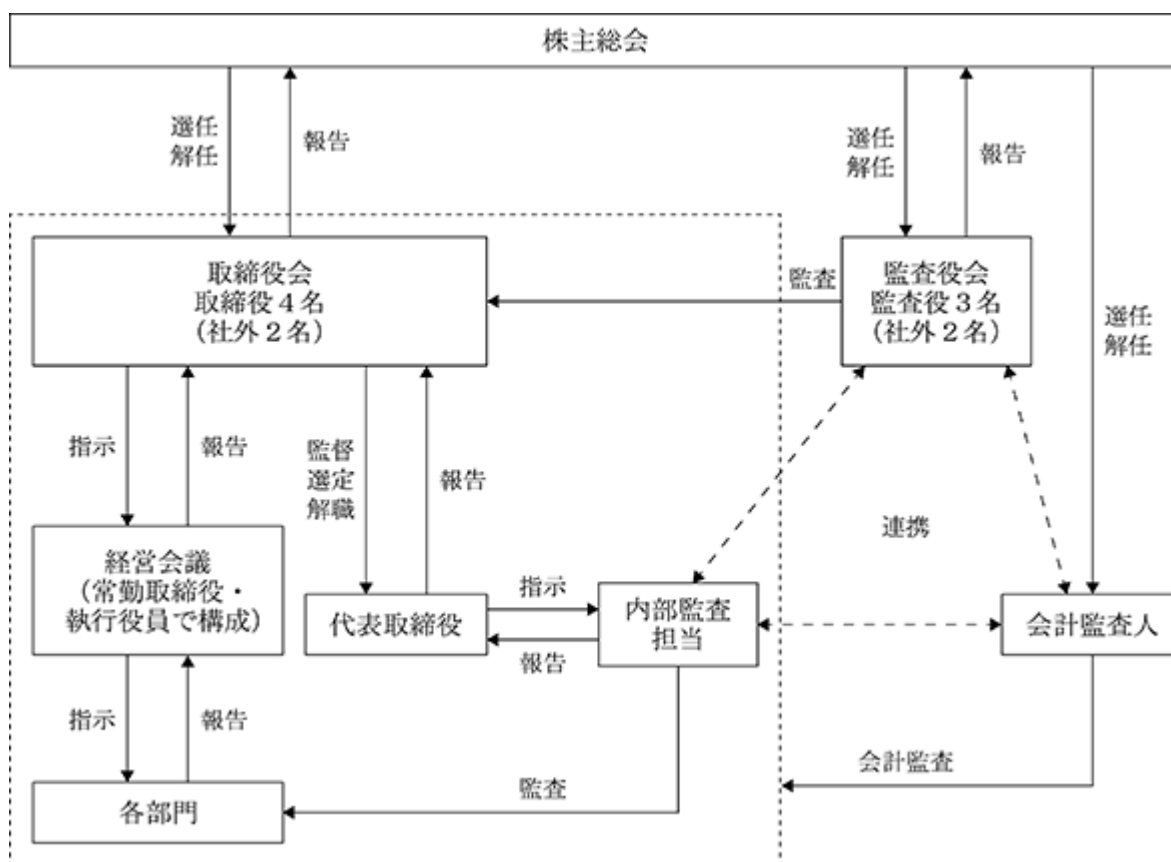 株主総会
選任
解任
報告
選任
解任
報告
取締役会
取締役4名
(社外2名)
監査
監査役会
監査役3名
(社外2名)
選任
解任
指示
報告
監督
選定
解職
報告
連携
経営会議
(常勤取締役・
執行役員で構成)
代表取締役
指示
報告
内部監査
担当
会計監査人
指示
報告
会計監査
監査
各部門